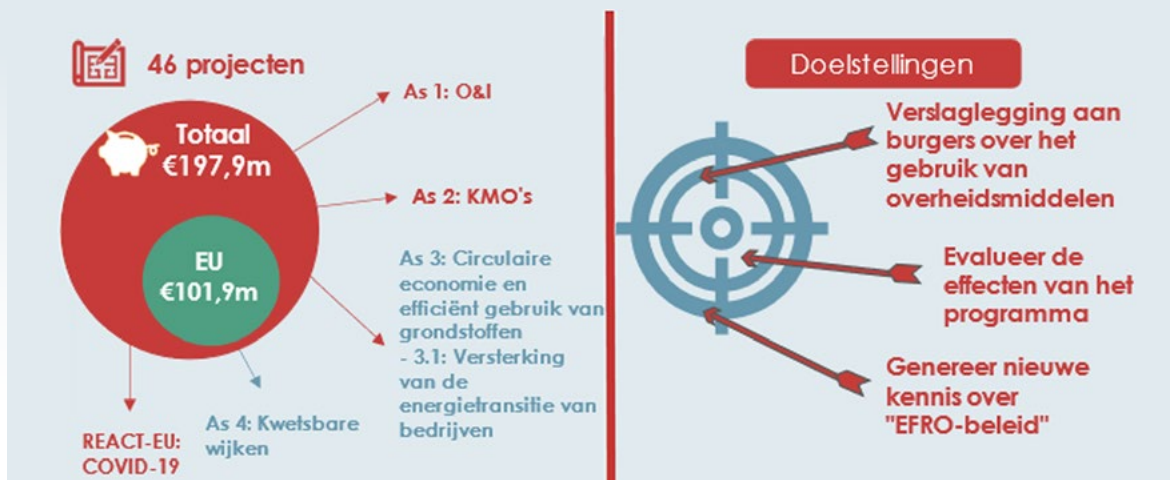 46 projecten
Totaal
€197,9m
EU
€101,9m
As 1: O&I
As 2: KMO's
As 3: Circulaire
economie en
efficiënt gebruik van
grondstoffen
- 3.1: Versterking
van de
energietransitie van
bedrijven
As 4: Kwetsbare
wijken
REACT-EU:
COVID-19
Doelstellingen
Verslaglegging aan
burgers over het
gebruik van
overheidsmiddelen
Evalueer de
effecten van het
programma
Genereer nieuwe
kennis over
"EFRO-beleid"